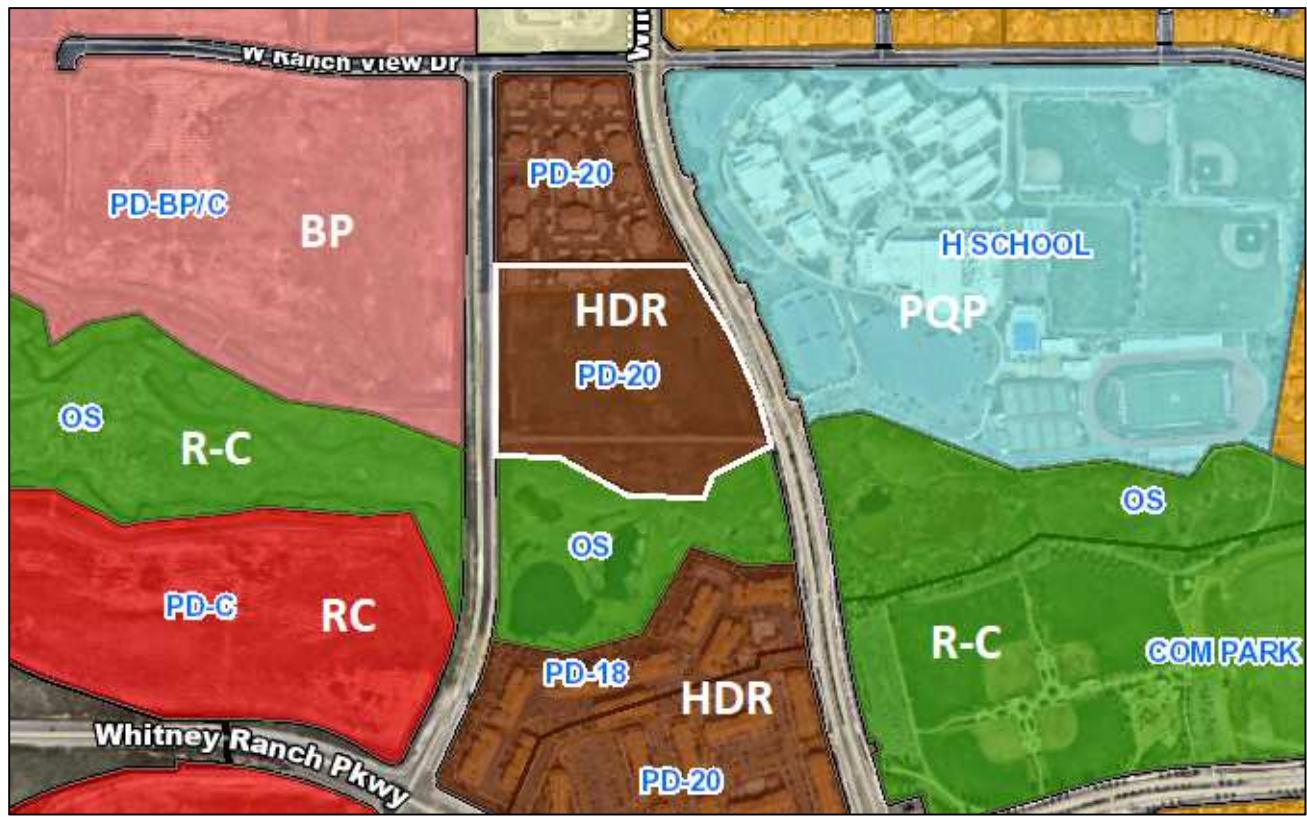 W Ranch View Dr
PD-20
PD-BP/C
BP
H SCHOOL
HDR
PQP
PD-20
OS
R-C
OS
OS
PD-C
RC
R-C
COM PARK
PD-18
HDR
Whitney Ranch Pkwy
PD-20